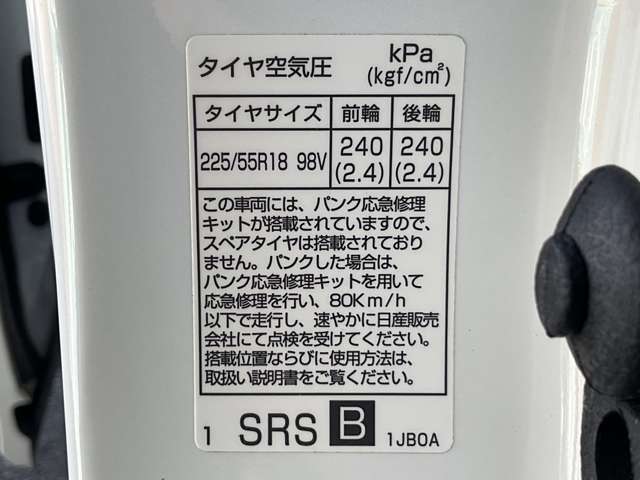 タイヤ空気圧 kPa
(kgf/cm²)
タイヤサイズ 前輪 後輪
225/55R18 98V 240 240
(2.4) (2.4)
この車両には、パンク応急修理
キットが搭載されていますので、
スペアタイヤは搭載されており
ません。パンクした場合は、
パンク応急修理キットを用いて
応急修理を行い、80Km/h
以下で走行し、速やかに日産販売
会社にて点検を受けてください。
搭載位置ならびに使用方法は、
取扱い説明書をご覧ください。
1 SRS B 1JB0A